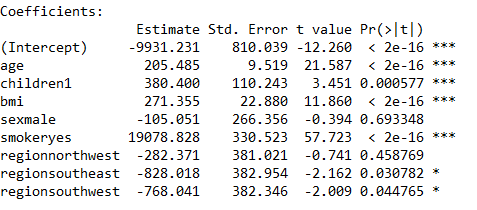 Coefficients:
Estimate Std. Error t value Pr(>|t|)
(Intercept) -9931.231 810.039 -12.260 < 2e-16 ***
age 205.485 9.519 21.587 < 2e-16 ***
children1 380.400 110.243 3.451 0.000577 ***
bmi 271.355 22.880 11.860 < 2e-16 ***
sexmale -105.051 266.356 -0.394 0.693348
smokeryes 19078.828 330.523 57.723 < 2e-16 ***
regionnorthwest -282.371 381.021 -0.741 0.458769
regionsoutheast -828.018 382.954 -2.162 0.030782 *
regionsouthwest -768.041 382.346 -2.009 0.044765 *